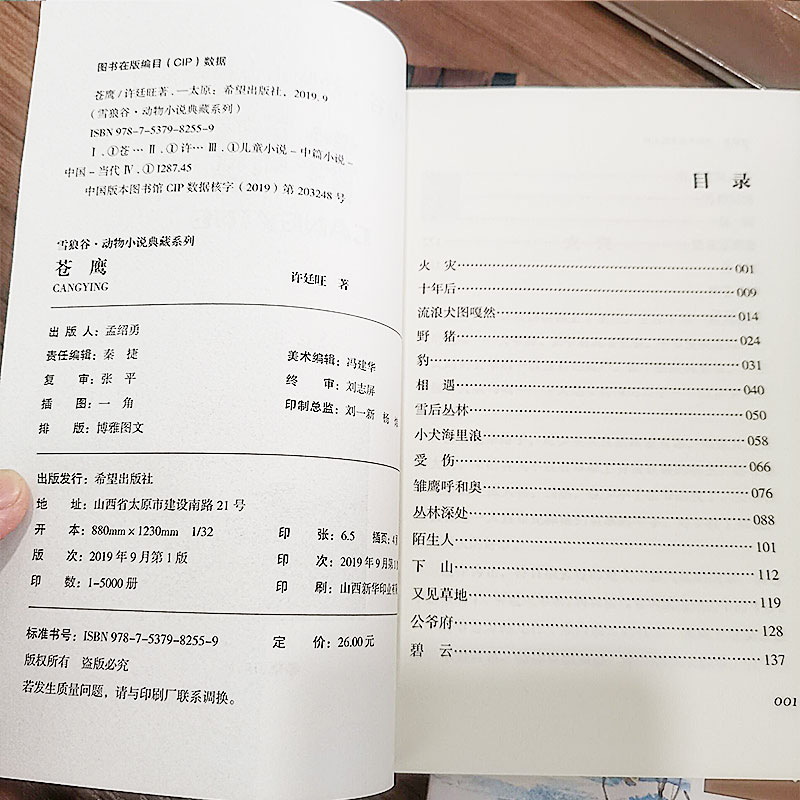 图书在版编目（CIP）数据
苍鹰/许廷旺著.—太原：希望出版社，2019.9
（雪狼谷·动物小说典藏系列）
ISBN 978-7-5379-8255-9
Ⅰ.①苍… Ⅱ.①许… Ⅲ.①儿童小说－中篇小说－
中国－当代 Ⅳ.①I287.45
中国版本图书馆CIP数据核字（2019）第203248号
雪狼谷·动物小说典藏系列
苍鹰
CANGYING
许廷旺 著
出 版 人：孟绍勇
责任编辑：秦 捷
美术编辑：冯建华
复 审：张 平
终 审：刘志屏
插 图：一 角
印制总监：刘一新 杨
排 版：博雅图文
出版发行：希望出版社
地 址：山西省太原市建设南路21号
开 本：880mm×1230mm 1/32
印 张：6.5 插页：4
版 次：2019年9月第1版
印 次：2019年9月第1
印 数：1-5000册
印 刷：山西新华印业
标准书号：ISBN 978-7-5379-8255-9
定 价：26.00元
版权所有 盗版必究
若发生质量问题，请与印刷厂联系调换。
目 录
火 灾……001
十年后……009
流浪犬图嘎然……014
野 猪……024
豹……031
相 遇……040
雪后丛林……050
小犬海里浪……058
受 伤……066
雏鹰呼和奥……076
丛林深处……088
陌生人……101
下 山……112
又见草地……119
公爷府……128
碧 云……137
001